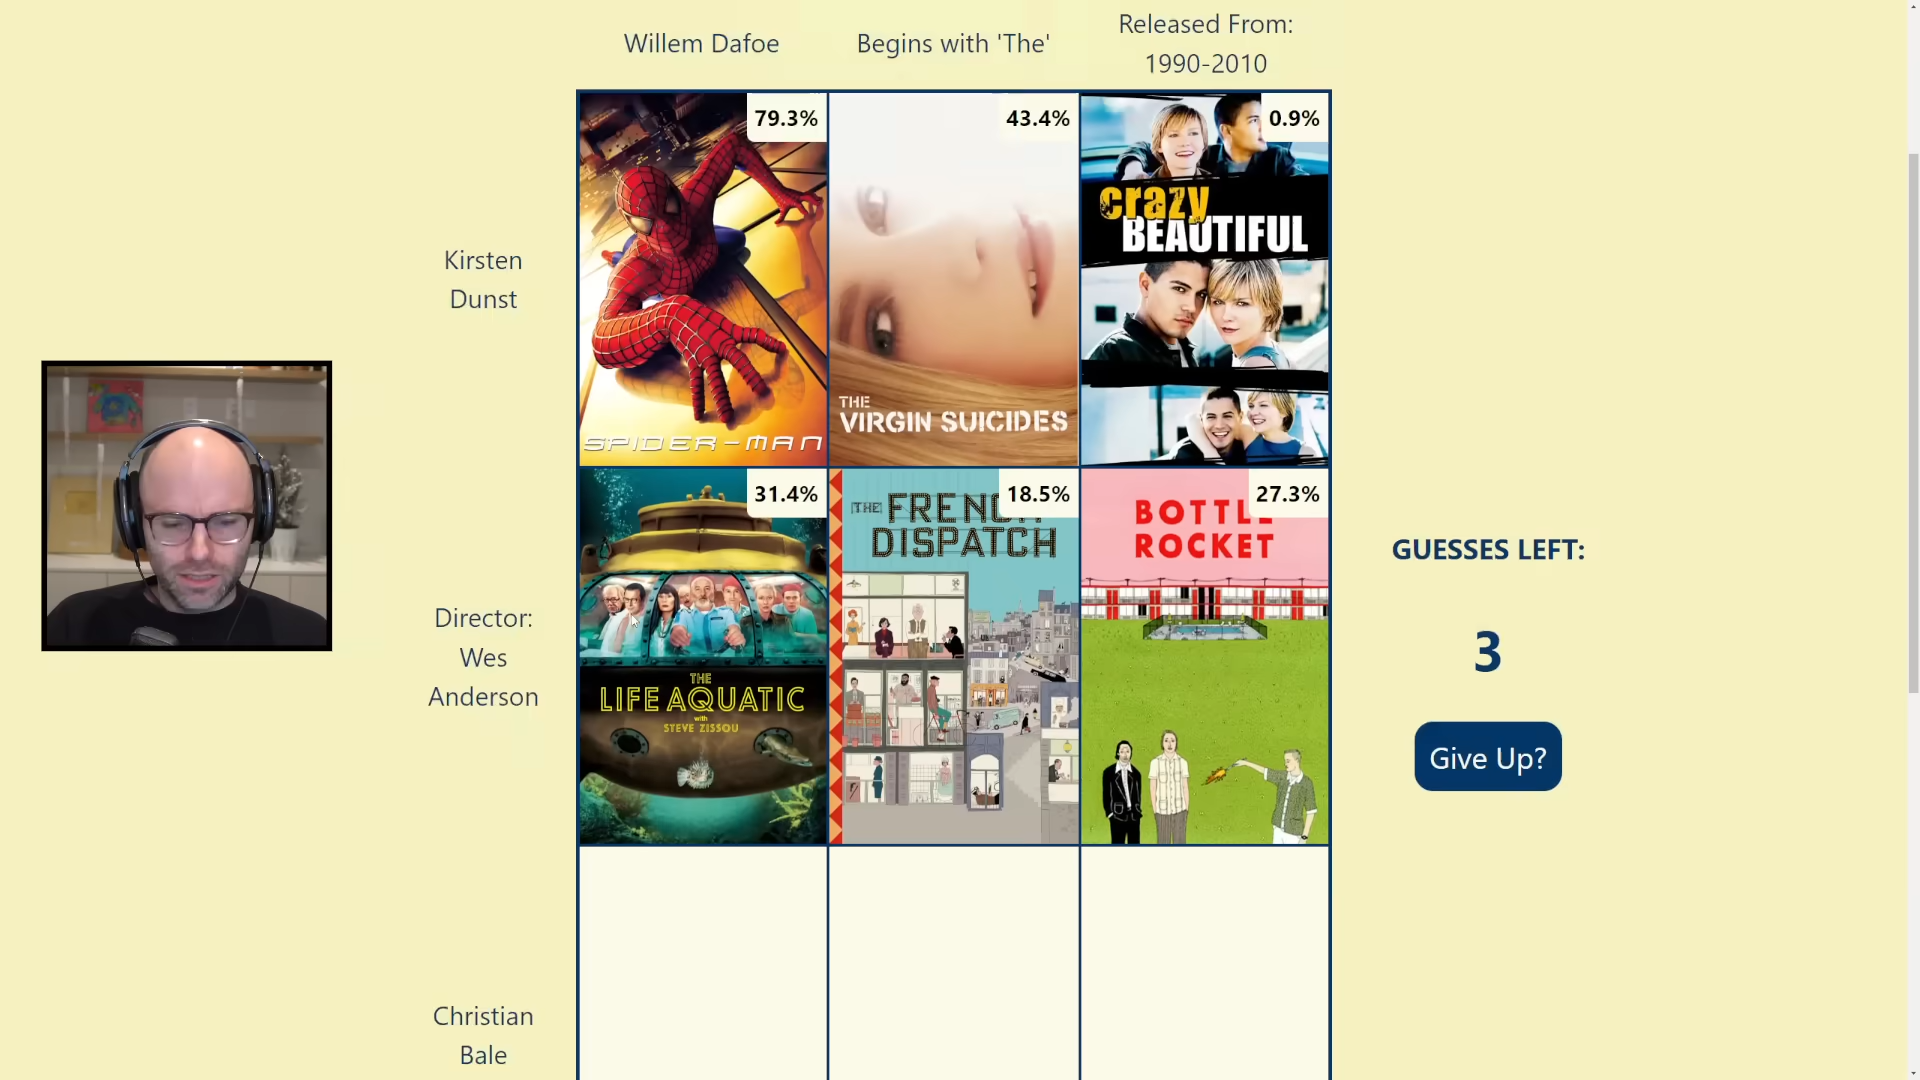 Willem Dafoe
Begins with 'The'
Released From:
1990-2010
Kirsten
Dunst
79.3%
SPIDER-MAN
43.4%
THE
VIRGIN SUICIDES
0.9%
crazy
BEAUTIFUL
Director:
Wes
Anderson
31.4%
THE
LIFE AQUATIC
with
STEVE ZISSOU
18.5%
THE FRENCH
DISPATCH
27.3%
BOTTLE
ROCKET
GUESSES LEFT:
3
Give Up?
Christian
Bale